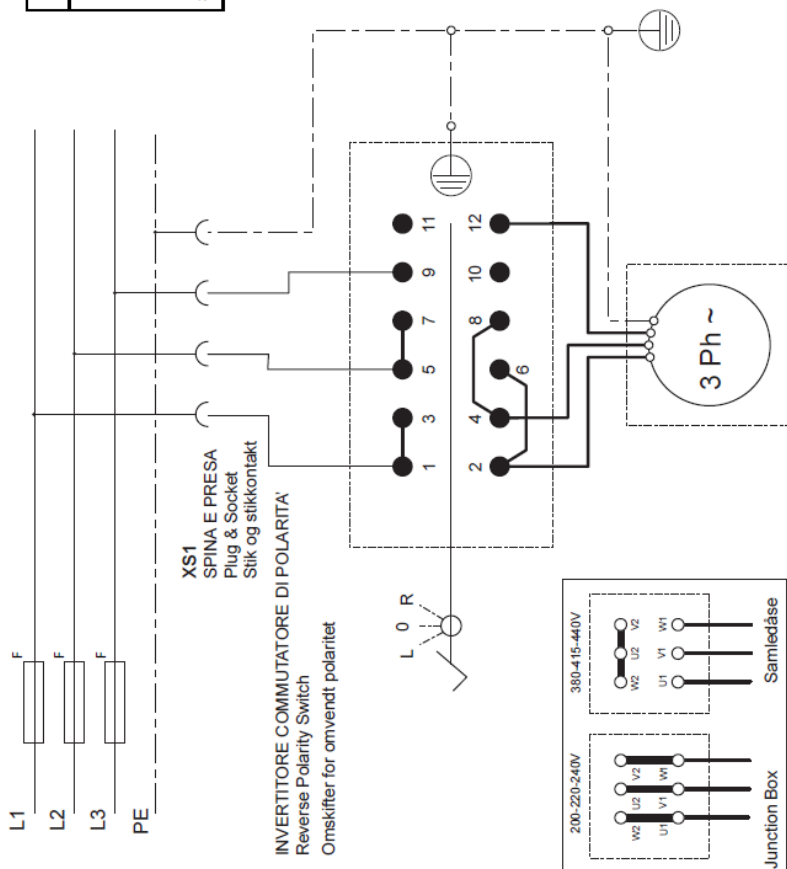 L1
L2
L3
PE
F
F
F
XS1
SPINA E PRESA
Plug & Socket
Stik og stikkontakt
INVERTITORE COMMUTATORE DI POLARITA'
Reverse Polarity Switch
Omskifter for omvendt polaritet
L 0 R
1 3 5 7 9 11
2 4 6 8 10 12
3 Ph ~
200-220-240V
W2 U2 V2
U1 V1 W1
Junction Box
380-415-440V
W2 U2 V2
U1 V1 W1
Samledåse